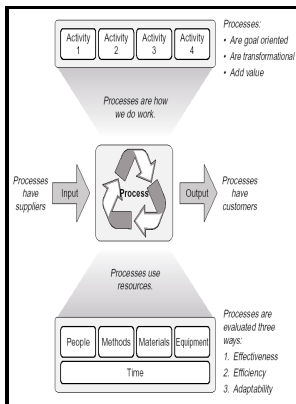 Activity
1
Activity
2
Activity
3
Activity
4
Processes:
• Are goal oriented
• Are transformational
• Add value
Processes are how
we do work.
Processes
have
suppliers
Input
Process
Output
Processes
have
customers
Processes use
resources.
People
Methods
Materials
Equipment
Time
Processes are
evaluated three
ways:
1. Effectiveness
2. Efficiency
3. Adaptability